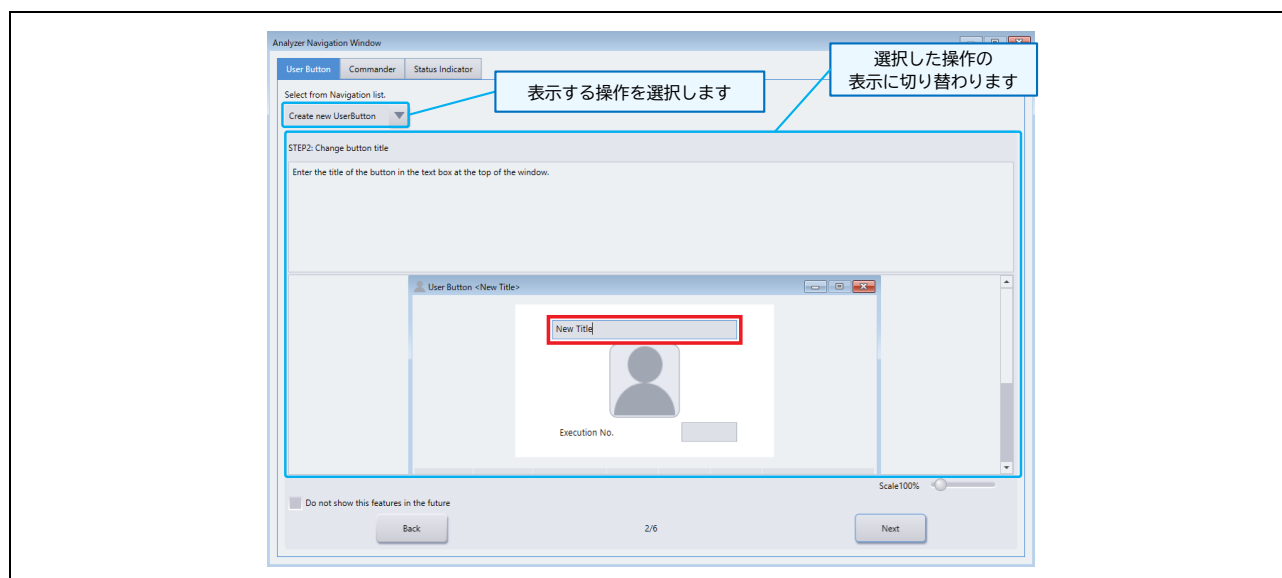 Analyzer Navigation Window
選択した操作の
表示に切り替わります
User Button
Commander
Status Indicator
表示する操作を選択します
Select from Navigation list.
Create new UserButton
STEP2: Change button title
Enter the title of the button in the text box at the top of the window.
User Button <New Title>
New Title
Execution No.
Scale100%
Do not show this features in the future
Back
2/6
Next